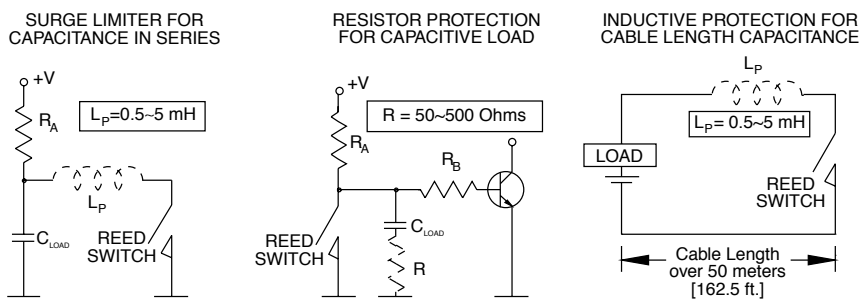 SURGE LIMITER FOR
CAPACITANCE IN SERIES
+V
RA
LP=0.5~5 mH
LP
CLOAD
REED
SWITCH
RESISTOR PROTECTION
FOR CAPACITIVE LOAD
+V
R = 50~500 Ohms
RA
RB
CLOAD
REED
SWITCH
R
INDUCTIVE PROTECTION FOR
CABLE LENGTH CAPACITANCE
LP
LP= 0.5~5 mH
LOAD
REED
SWITCH
Cable Length
over 50 meters
[162.5 ft.]